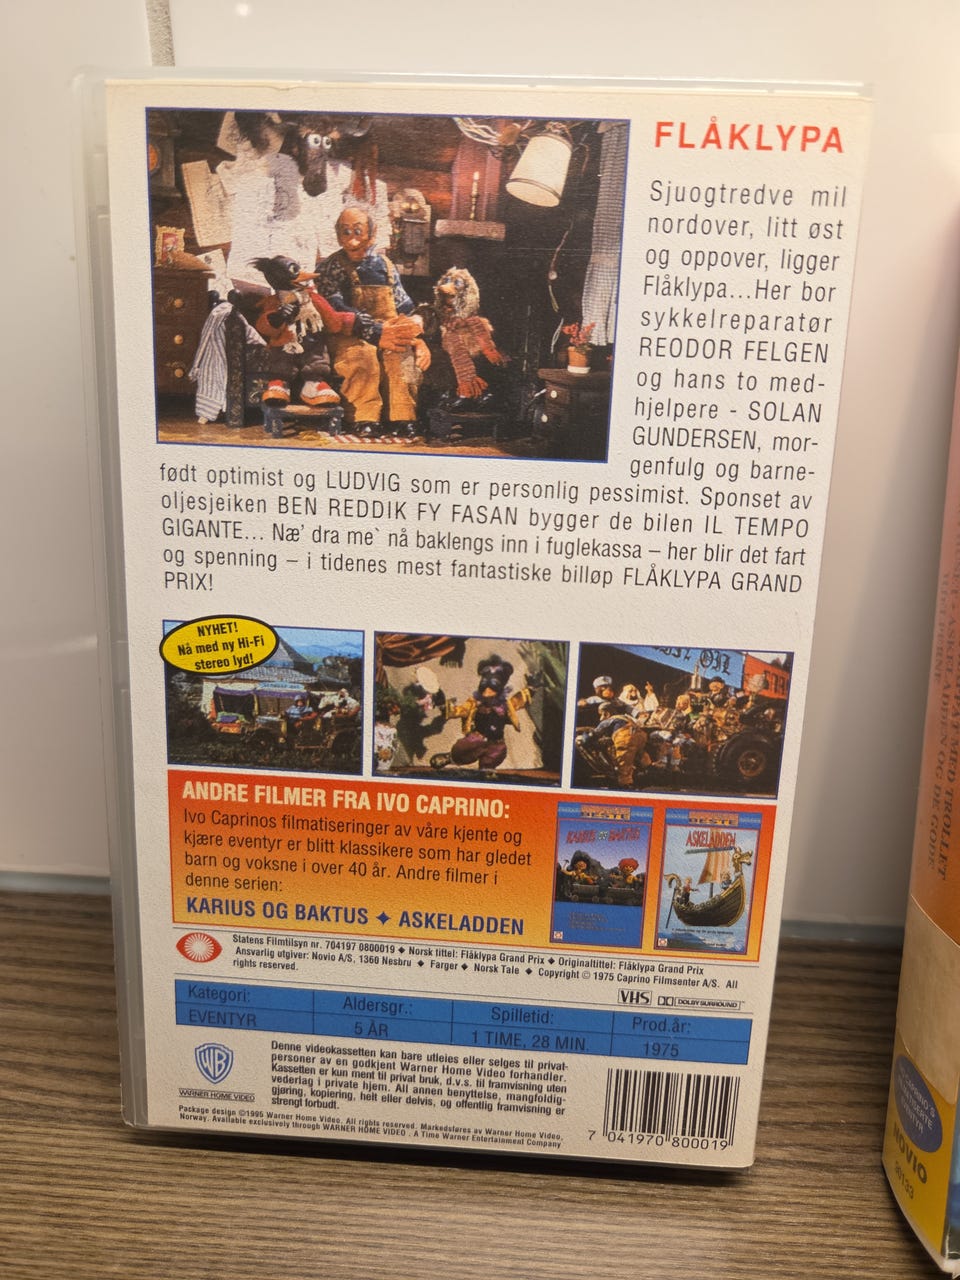 FLÅKLYPA
Sjuogtredve mil
nordover, litt øst
og oppover, ligger
Flåklypa...Her bor
sykkelreparatør
REODOR FELGEN
og hans to med-
hjelpere - SOLAN
GUNDERSEN, mor-
genfulg og barne-
født optimist og LUDVIG som er personlig pessimist. Sponset av
oljesjeiken BEN REDDIK FY FASAN bygger de bilen IL TEMPO
GIGANTE... Næ' dra me` nå baklengs inn i fuglekassa – her blir det fart
og spenning – i tidenes mest fantastiske billøp FLÅKLYPA GRAND
PRIX!
NYHET!
Nå med ny Hi-Fi
stereo lyd!
OIL
ANDRE FILMER FRA IVO CAPRINO:
Ivo Caprinos filmatiseringer av våre kjente og
kjære eventyr er blitt klassikere som har gledet
barn og voksne i over 40 år. Andre filmer i
denne serien:
KARIUS OG BAKTUS ✦ ASKELADDEN
KARIUS OG BAKTUS
ASKELADDEN
Statens Filmtilsyn nr. 704197 0800019 ◆ Norsk tittel: Flåklypa Grand Prix ◆ Originaltittel: Flåklypa Grand Prix
Ansvarlig utgiver: Novio A/S, 1360 Nesbru ◆ Farger ◆ Norsk Tale ◆ Copyright © 1975 Caprino Filmsenter A/S. All
rights reserved.
VHS DOLBY SURROUND
Kategori: Aldersgr.: Spilletid: Prod.år:
EVENTYR 5 ÅR 1 TIME, 28 MIN. 1975
WB
WARNER HOME VIDEO
Denne videokassetten kan bare utleies eller selges til privat-
personer av en godkjent Warner Home Video forhandler.
Kassetten er kun ment til privat bruk, d.v.s. til framvisning uten
vederlag i private hjem. All annen benyttelse, mangfoldig-
gjøring, kopiering, helt eller delvis, og offentlig framvisning er
strengt forbudt.
Package design ©1995 Warner Home Video. All rights reserved. Markedsføres av Warner Home Video,
Norway. Available exclusively through WARNER HOME VIDEO . A Time Warner Entertainment Company
7 041970 800019
MED TROLLET
ASKELADDEN OG DE GODE
HJELPERNE
CAPRINO'S
NOVIO